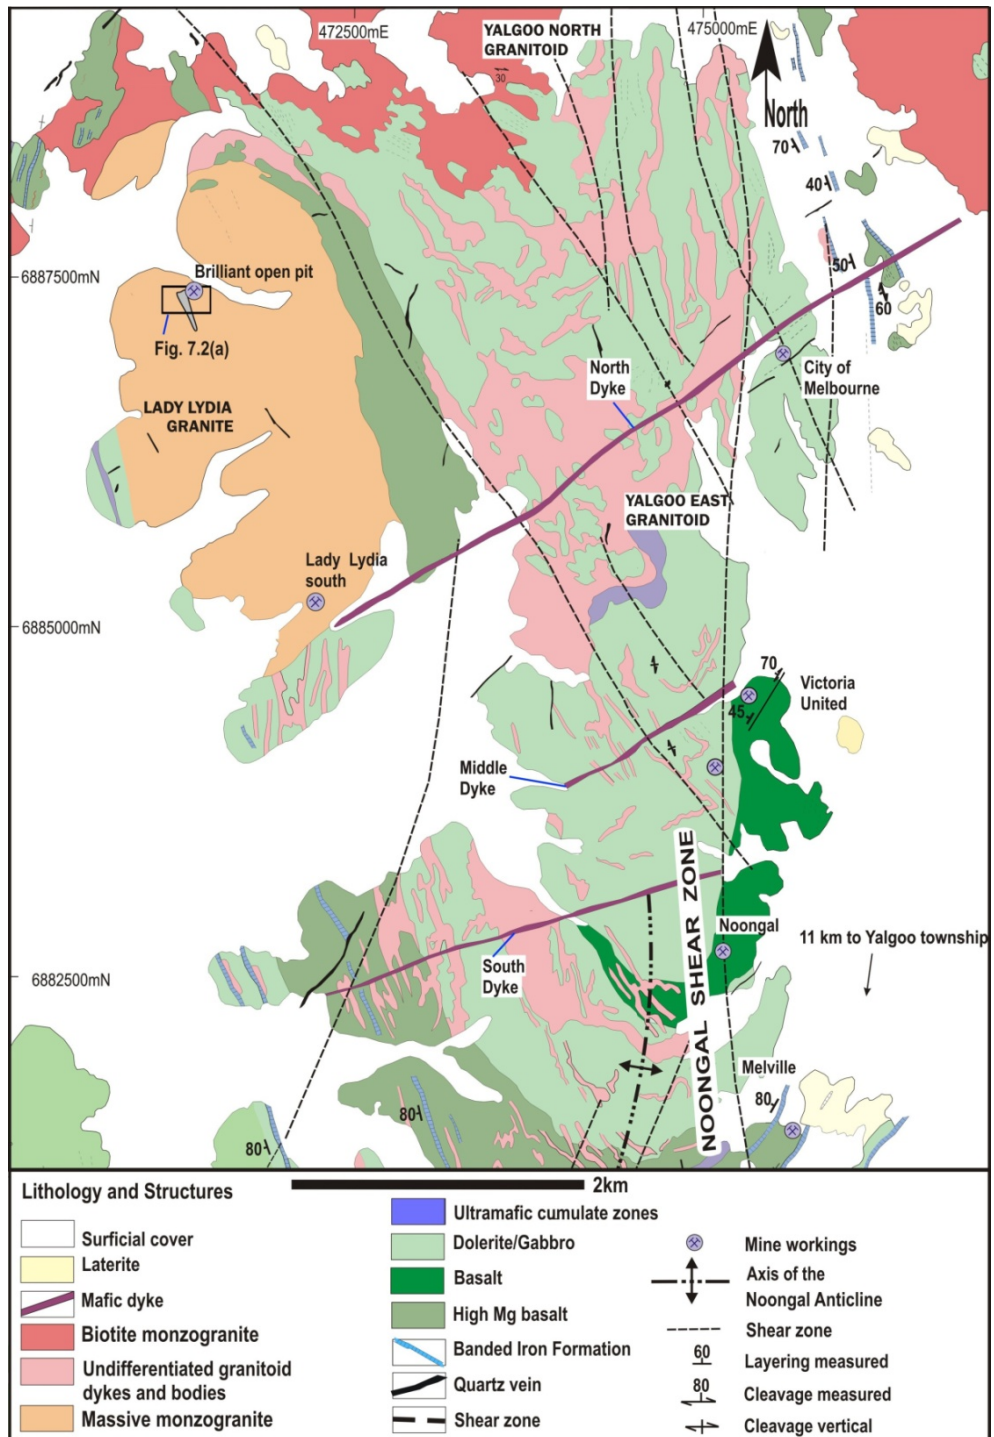 472500mE
YALGOO NORTH
GRANITOID
475000mE
30
North
70
40
6887500mN
Brilliant open pit
50
60
Fig. 7.2(a)
North
Dyke
City of
Melbourne
LADY LYDIA
GRANITE
YALGOO EAST
GRANITOID
Lady Lydia
south
6885000mN
70
Victoria
United
45
Middle
Dyke
NOONGAL SHEAR ZONE
Noongal
11 km to Yalgoo township
South
Dyke
6882500mN
Melville
80
80
80
Lithology and Structures
2km
Surficial cover
Laterite
Mafic dyke
Biotite monzogranite
Undifferentiated granitoid
dykes and bodies
Massive monzogranite
Ultramafic cumulate zones
Dolerite/Gabbro
Basalt
High Mg basalt
Banded Iron Formation
Quartz vein
Shear zone
Mine workings
Axis of the
Noongal Anticline
Shear zone
60
Layering measured
80
Cleavage measured
Cleavage vertical